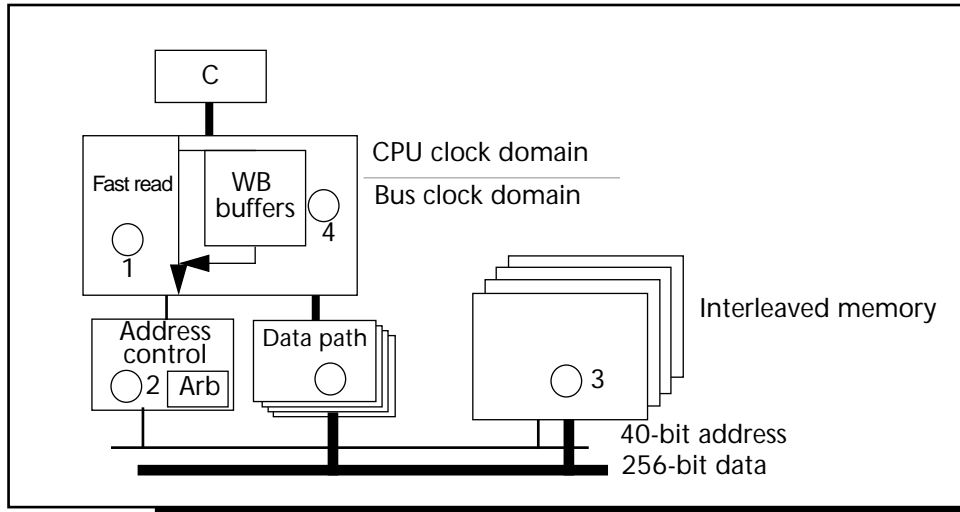 C
CPU clock domain
Fast read
WB
buffers
Bus clock domain
4
1
Interleaved memory
Address
control
Data path
2
Arb
3
40-bit address
256-bit data